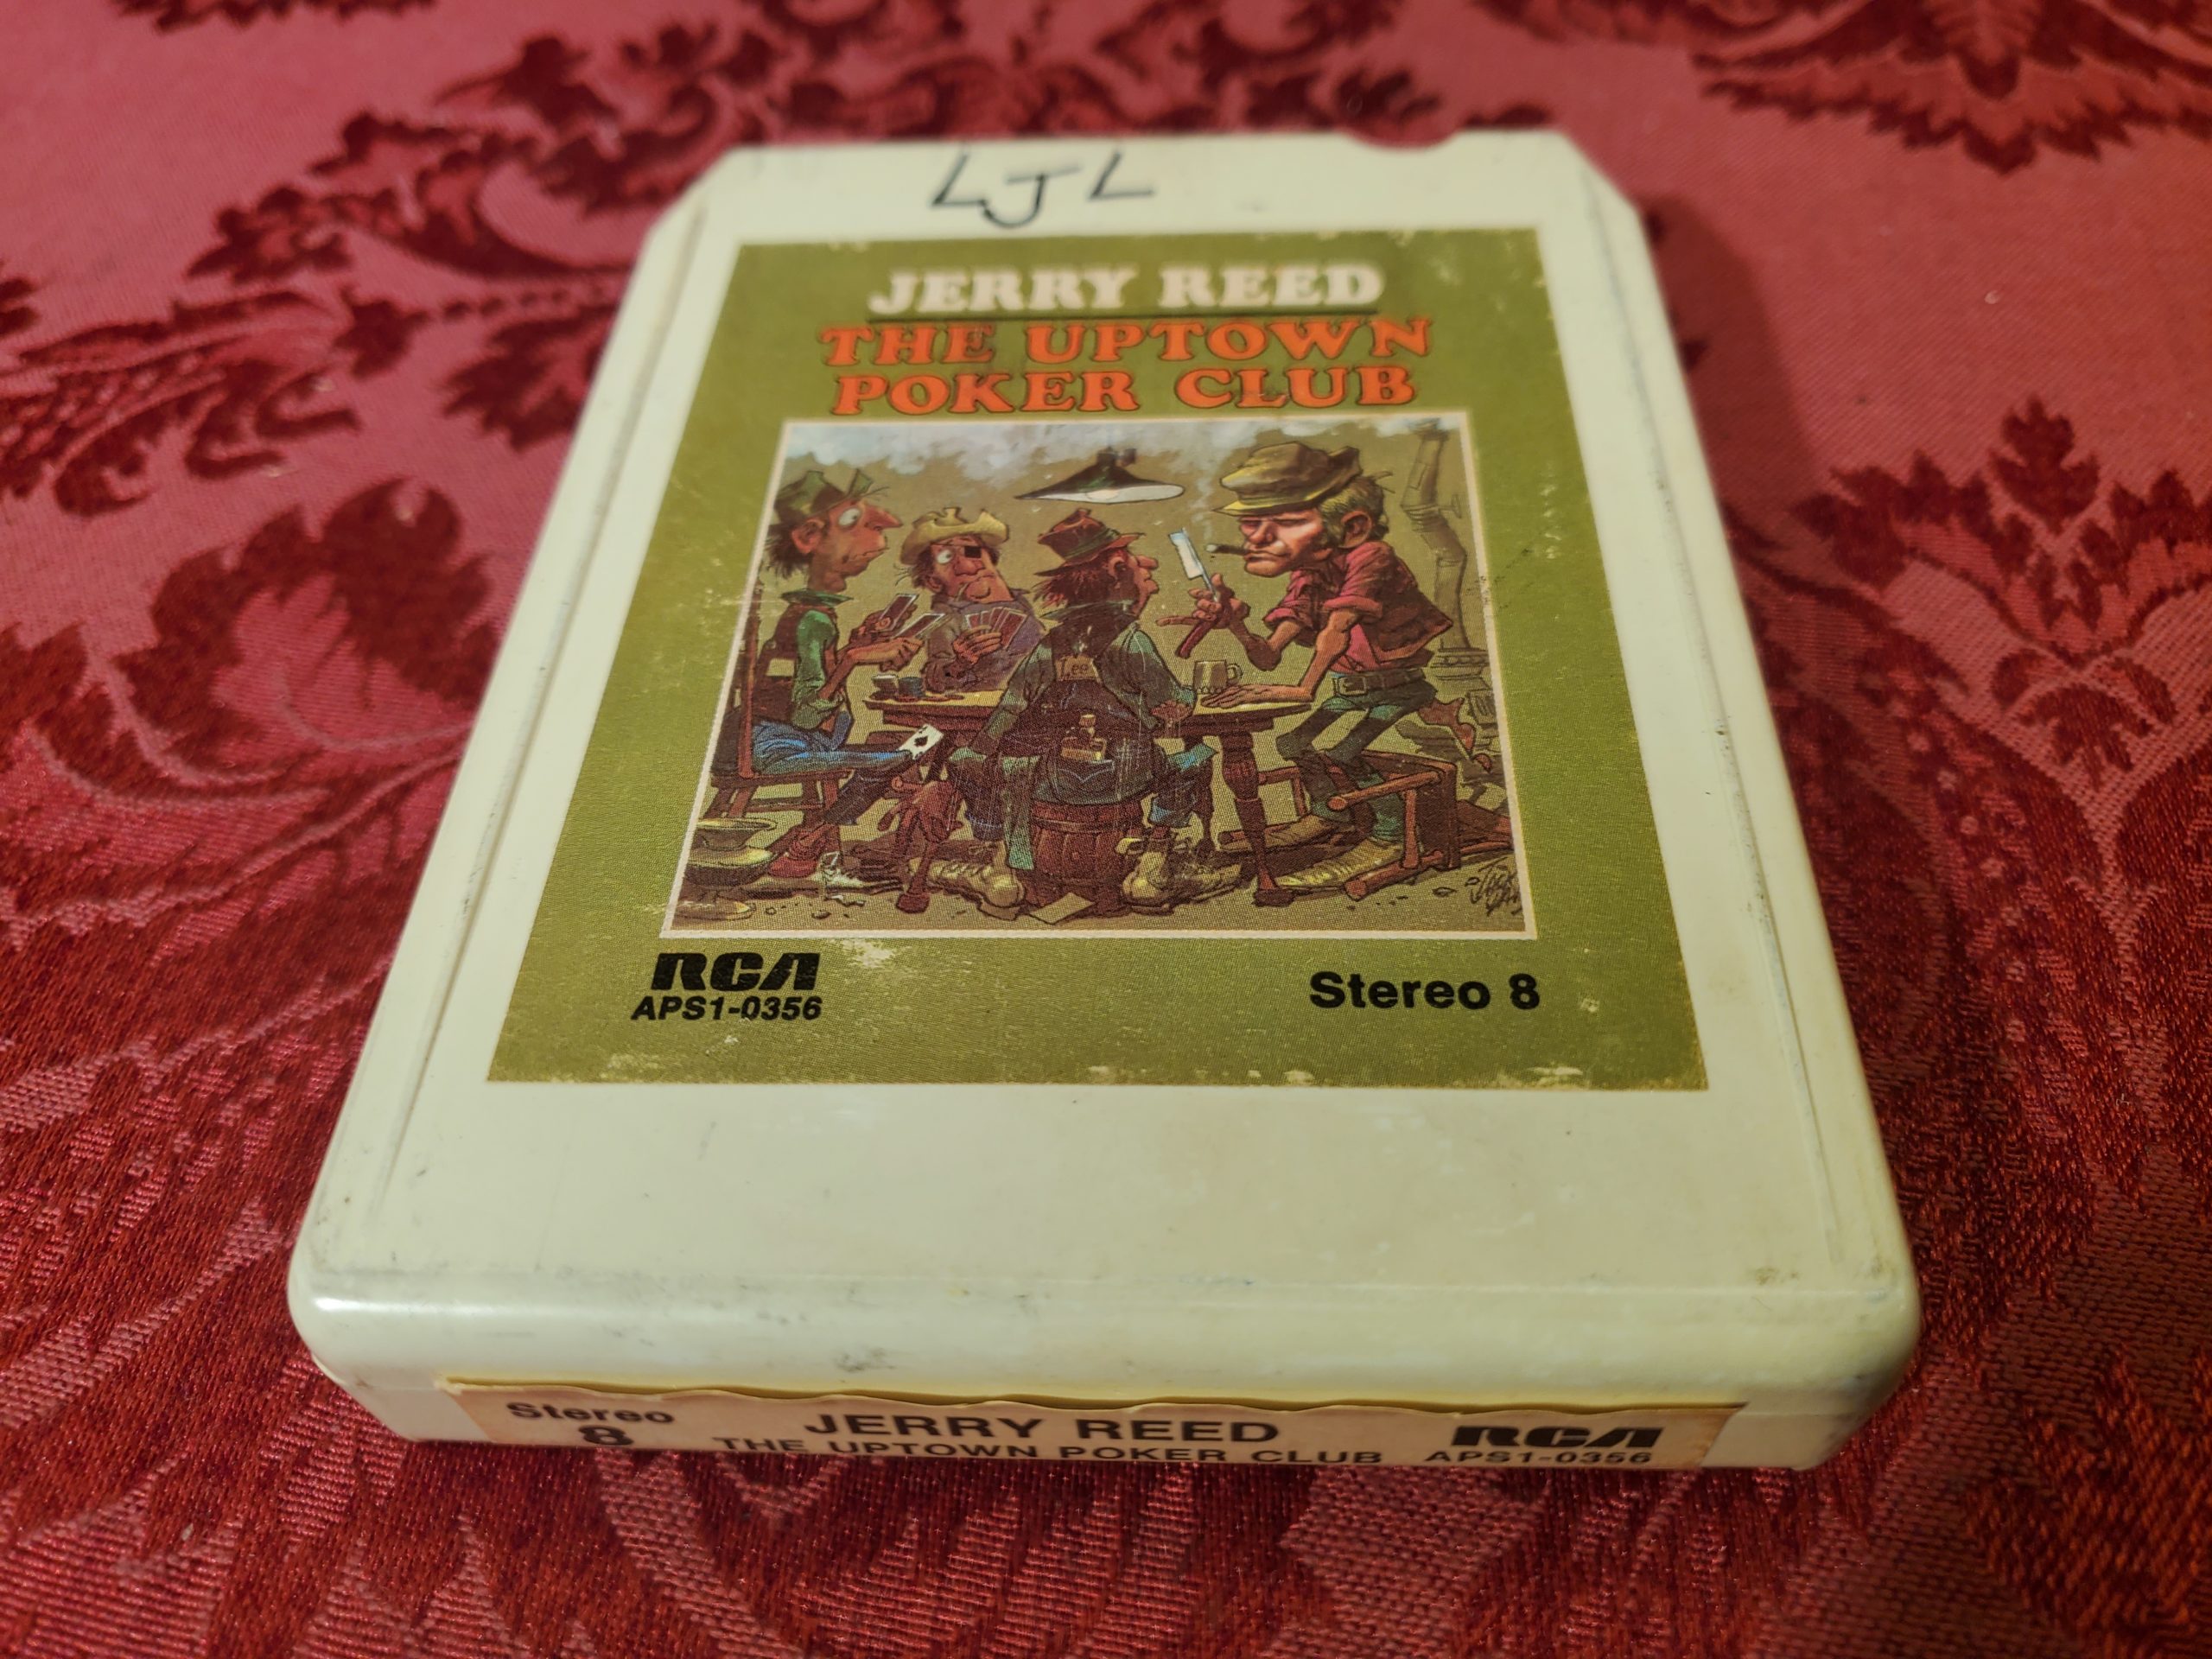 LJL
JERRY REED
THE UPTOWN
POKER CLUB
Lee
RCA
APS1-0356
Stereo 8
Stereo
8
JERRY REED
THE UPTOWN POKER CLUB
RCA
APS1-0356